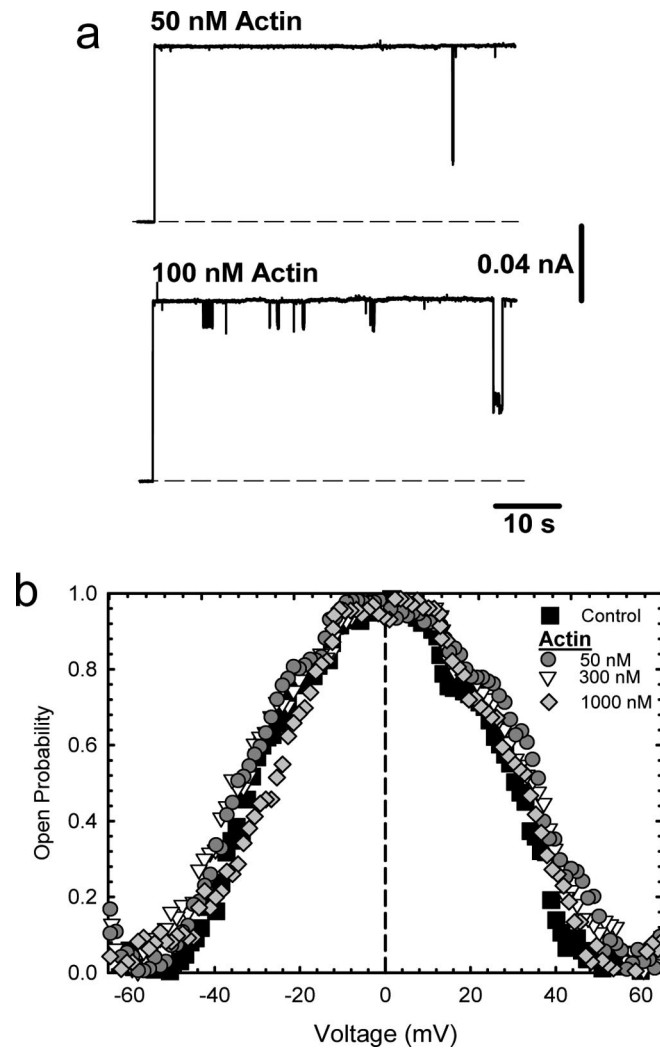 a
50 nM Actin
0.04 nA
100 nM Actin
10 s
b
1.0
0.8
0.6
0.4
0.2
0.0
Open Probability
Control
Actin
50 nM
300 nM
1000 nM
-60 -40 -20 0 20 40 60
Voltage (mV)